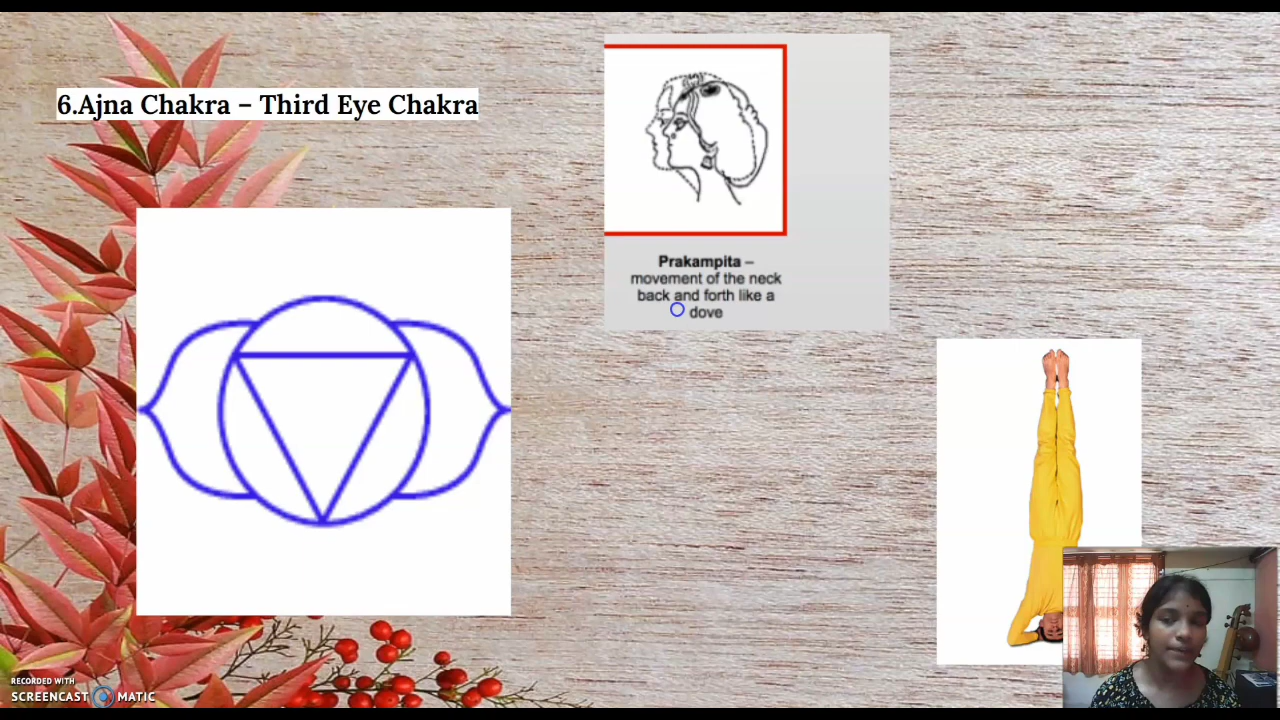 6.Ajna Chakra – Third Eye Chakra
Prakampita –
movement of the neck
back and forth like a
dove
RECORDED WITH
SCREENCAST MATIC